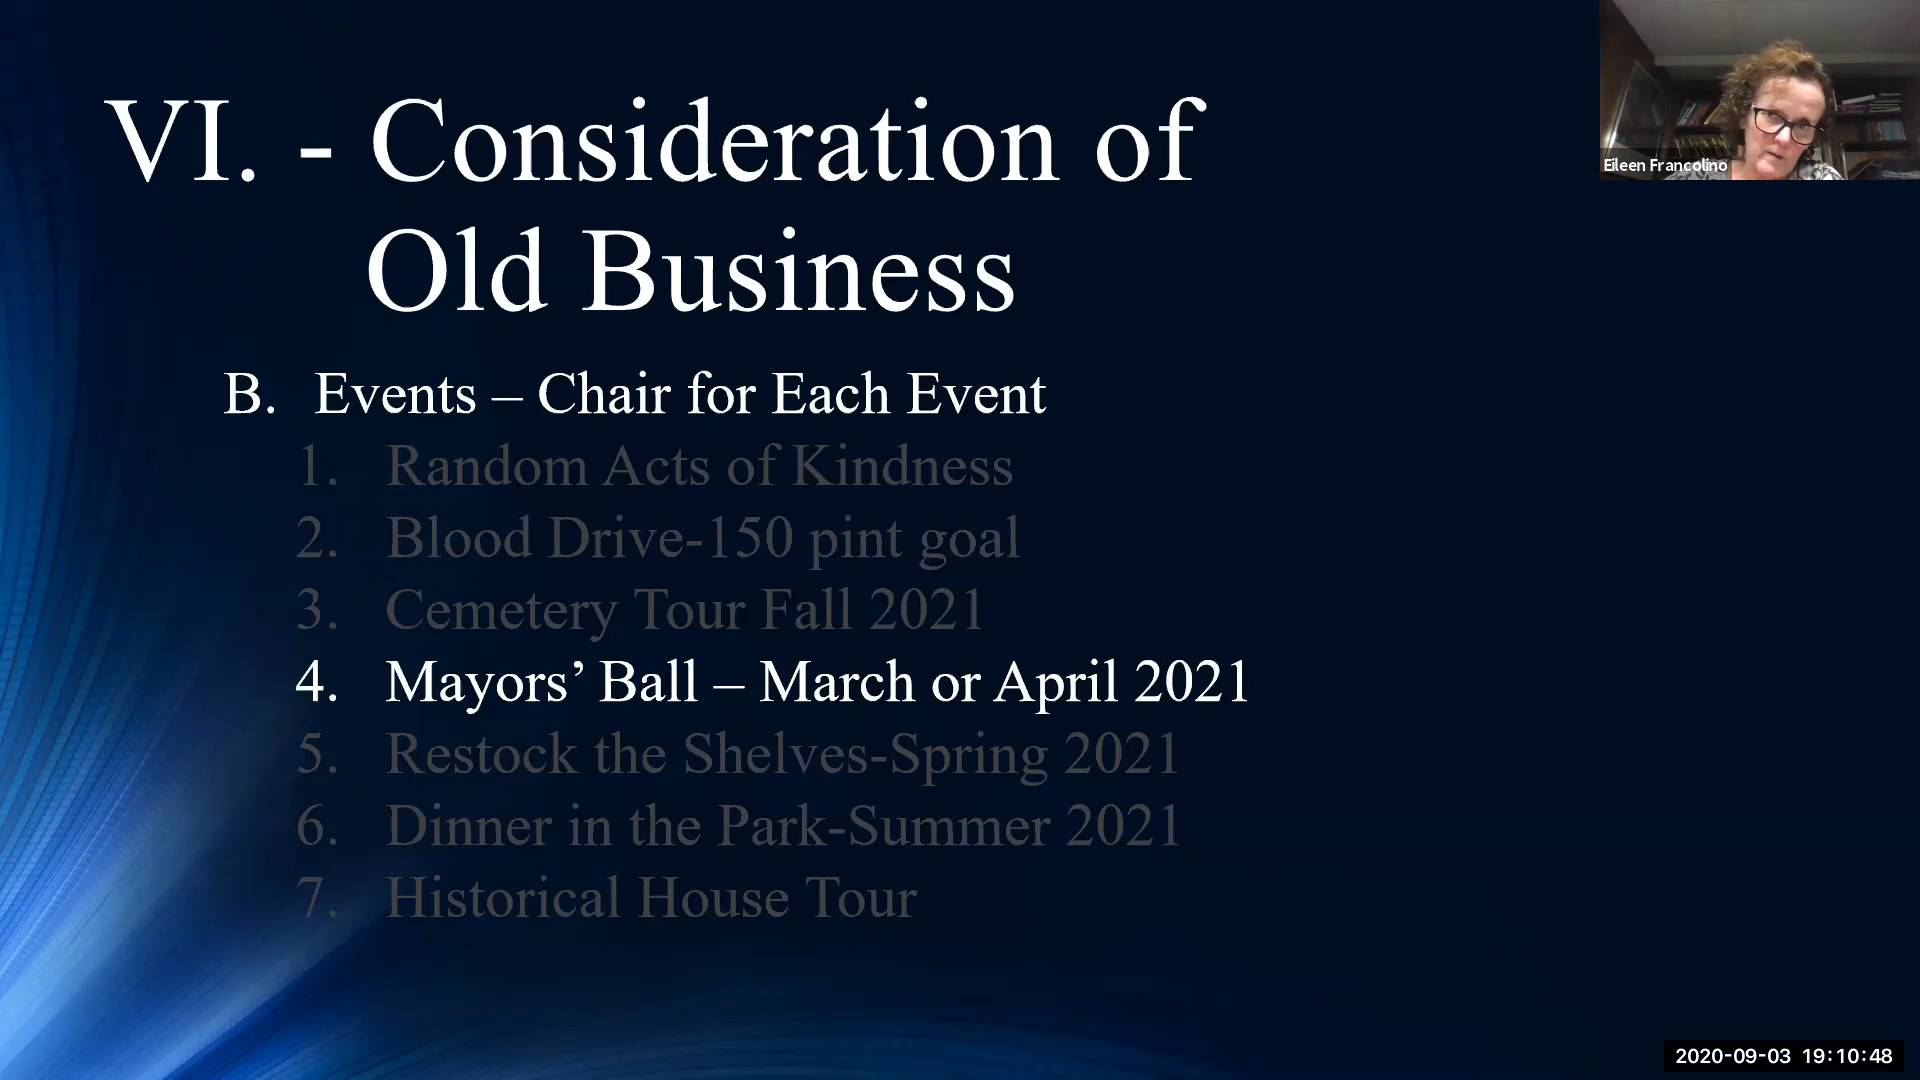 VI. - Consideration of
Old Business
Eileen Francolino
B. Events – Chair for Each Event
1. Random Acts of Kindness
2. Blood Drive-150 pint goal
3. Cemetery Tour Fall 2021
4. Mayors’ Ball – March or April 2021
5. Restock the Shelves-Spring 2021
6. Dinner in the Park-Summer 2021
7. Historical House Tour
2020-09-03 19:10:48